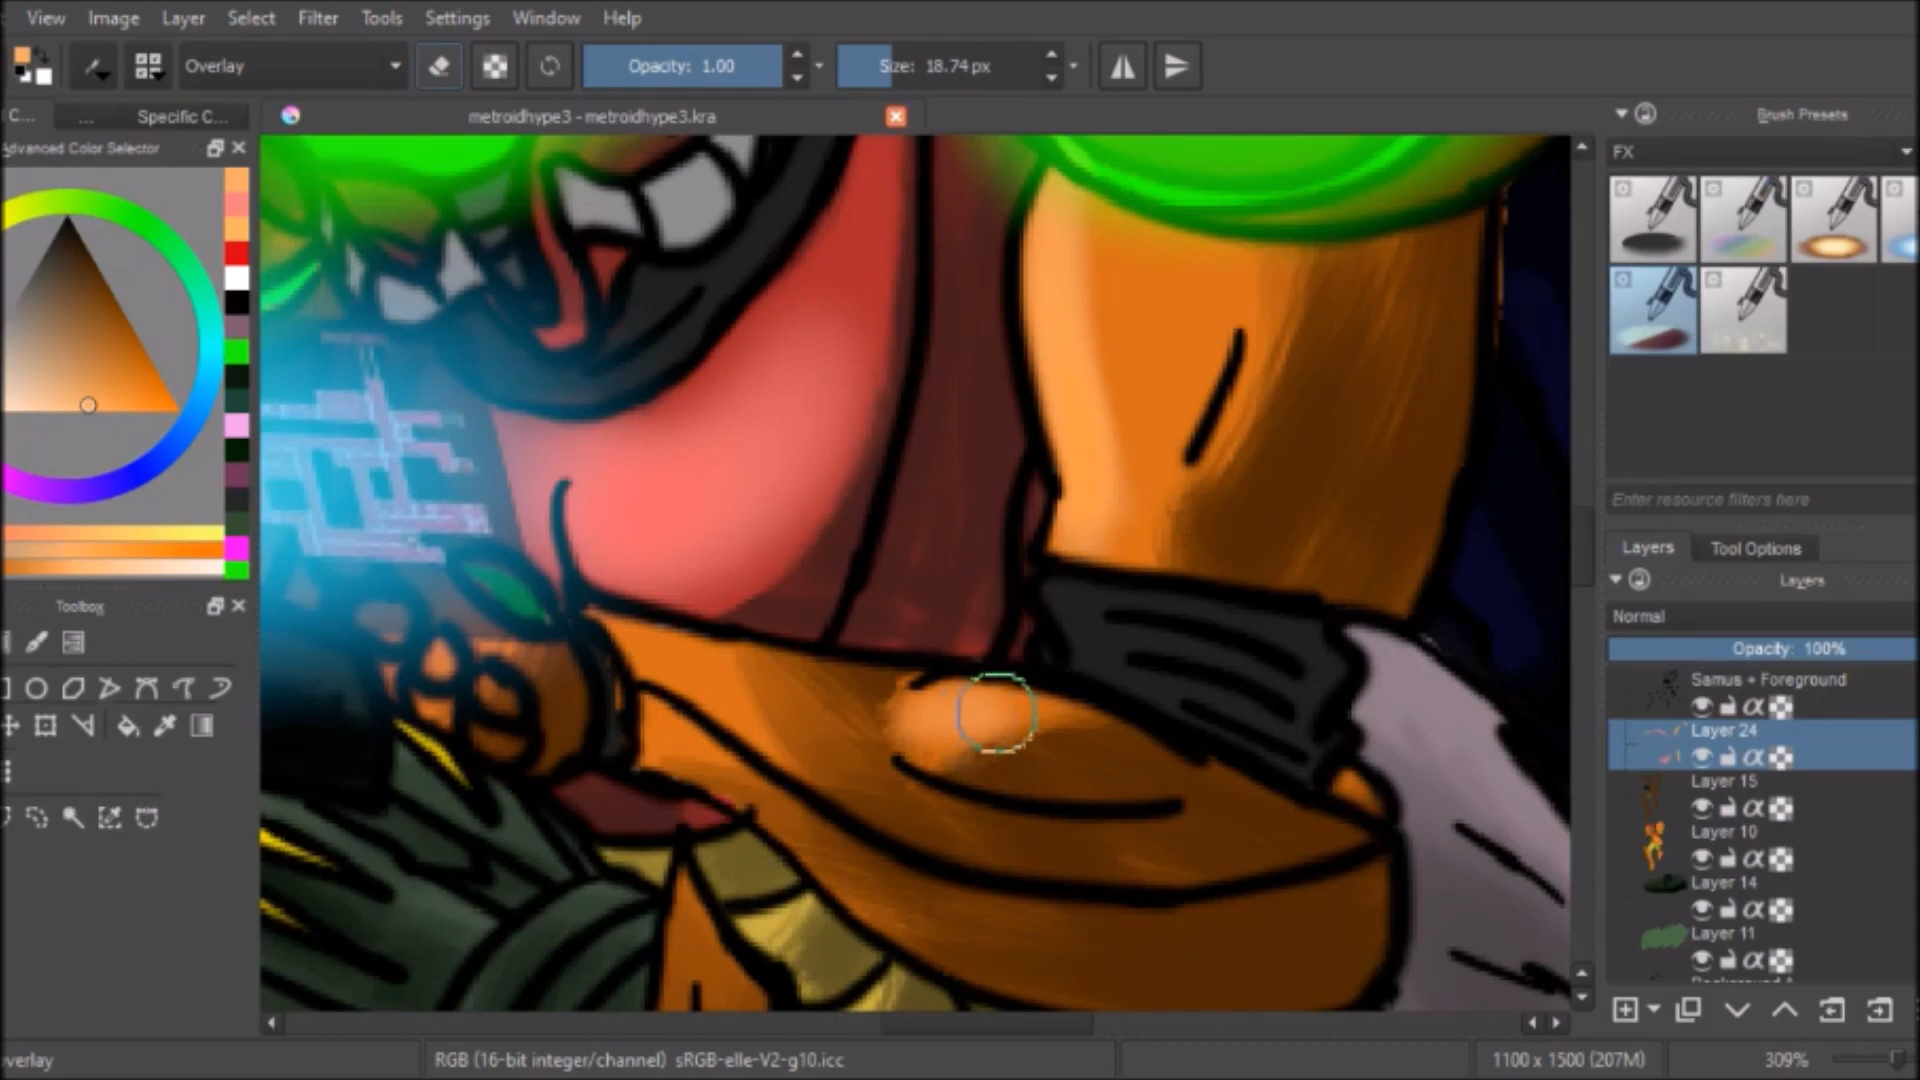 View Image Layer Select Filter Tools Settings Window Help
Overlay
Opacity: 1.00
Size: 18.74 px
C...
...
Specific C...
metroidhype3 - metroidhype3.kra
Brush Presets
Advanced Color Selector
FX
Enter resource filters here
Layers
Tool Options
Layers
Toolbox
Normal
Opacity: 100%
Samus + Foreground
Layer 24
Layer 15
Layer 10
Layer 14
Layer 11
verlay
RGB (16-bit integer/channel) sRGB-elle-V2-g10.icc
1100 x 1500 (207M)
309%